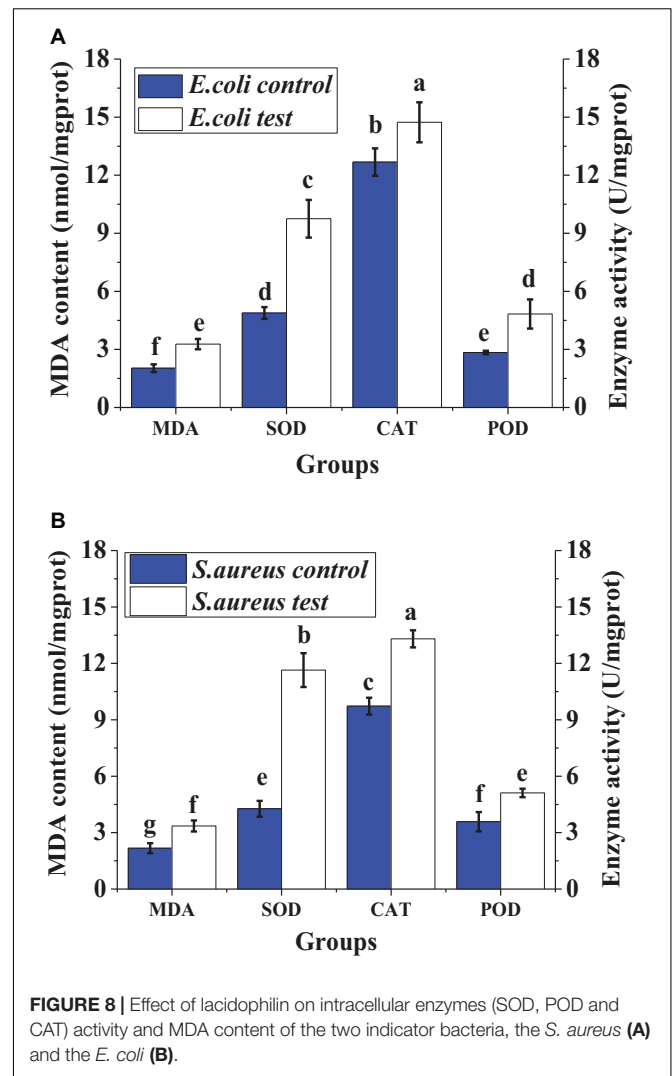 A
18
15
12
9
6
3
0
MDA content (nmol/mgprot)
E.coli control
E.coli test
f
e
d
c
b
a
e
d
18
15
12
9
6
3
0
Enzyme activity (U/mgprot)
MDA SOD CAT POD
Groups
B
18
15
12
9
6
3
0
MDA content (nmol/mgprot)
S.aureus control
S.aureus test
g
f
e
b
c
a
f
e
18
15
12
9
6
3
0
Enzyme activity (U/mgprot)
MDA SOD CAT POD
Groups
FIGURE 8 | Effect of lacidophilin on intracellular enzymes (SOD, POD and
CAT) activity and MDA content of the two indicator bacteria, the S. aureus (A)
and the E. coli (B).